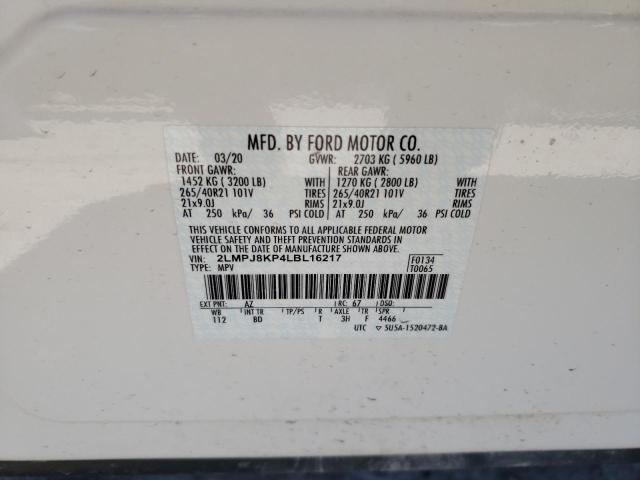 MFD. BY FORD MOTOR CO.
DATE: 03/20 GVWR: 2703 KG ( 5960 LB)
FRONT GAWR: REAR GAWR:
1452 KG ( 3200 LB) WITH 1270 KG ( 2800 LB) WITH
265/40R21 101V TIRES 265/40R21 101V TIRES
21x9.0J RIMS 21x9.0J RIMS
AT 250 kPa/ 36 PSI COLD AT 250 kPa/ 36 PSI COLD
THIS VEHICLE CONFORMS TO ALL APPLICABLE FEDERAL MOTOR
VEHICLE SAFETY AND THEFT PREVENTION STANDARDS IN
EFFECT ON THE DATE OF MANUFACTURE SHOWN ABOVE.
VIN: 2LMPJ8KP4LBL16217 F0134
TYPE: MPV T0065
EXT PNT: AZ RC: 67 DSO:
WB INT TR TP/PS R AXLE TR SPR
112 BD T 3H F 4466
UTC ▽ 5U5A-1520472-BA